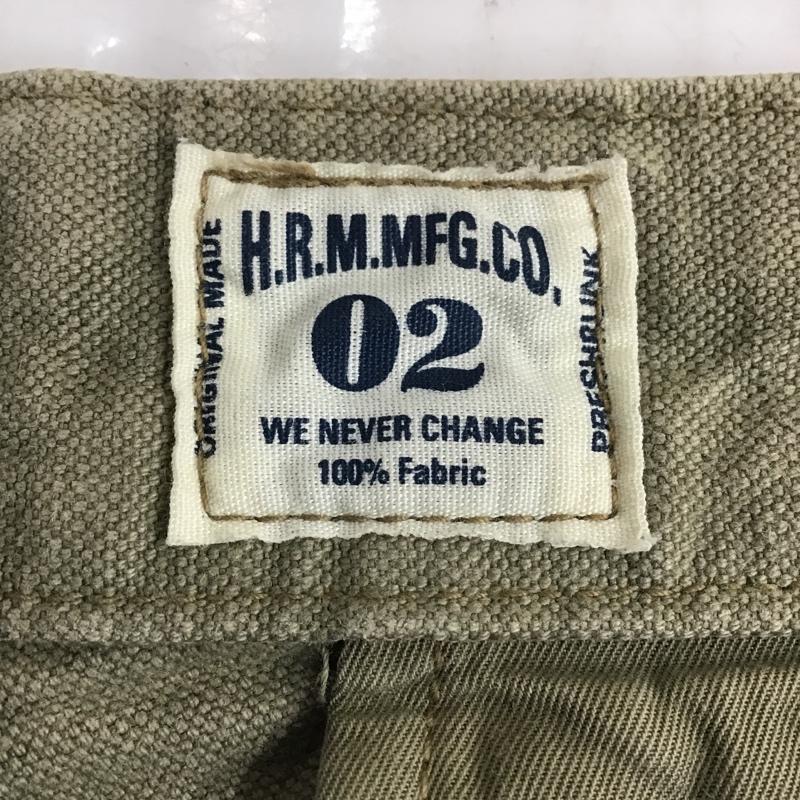 H.R.M.MFG.CO.
ORIGINAL MADE
02
PRESHRUNK
WE NEVER CHANGE
100% Fabric